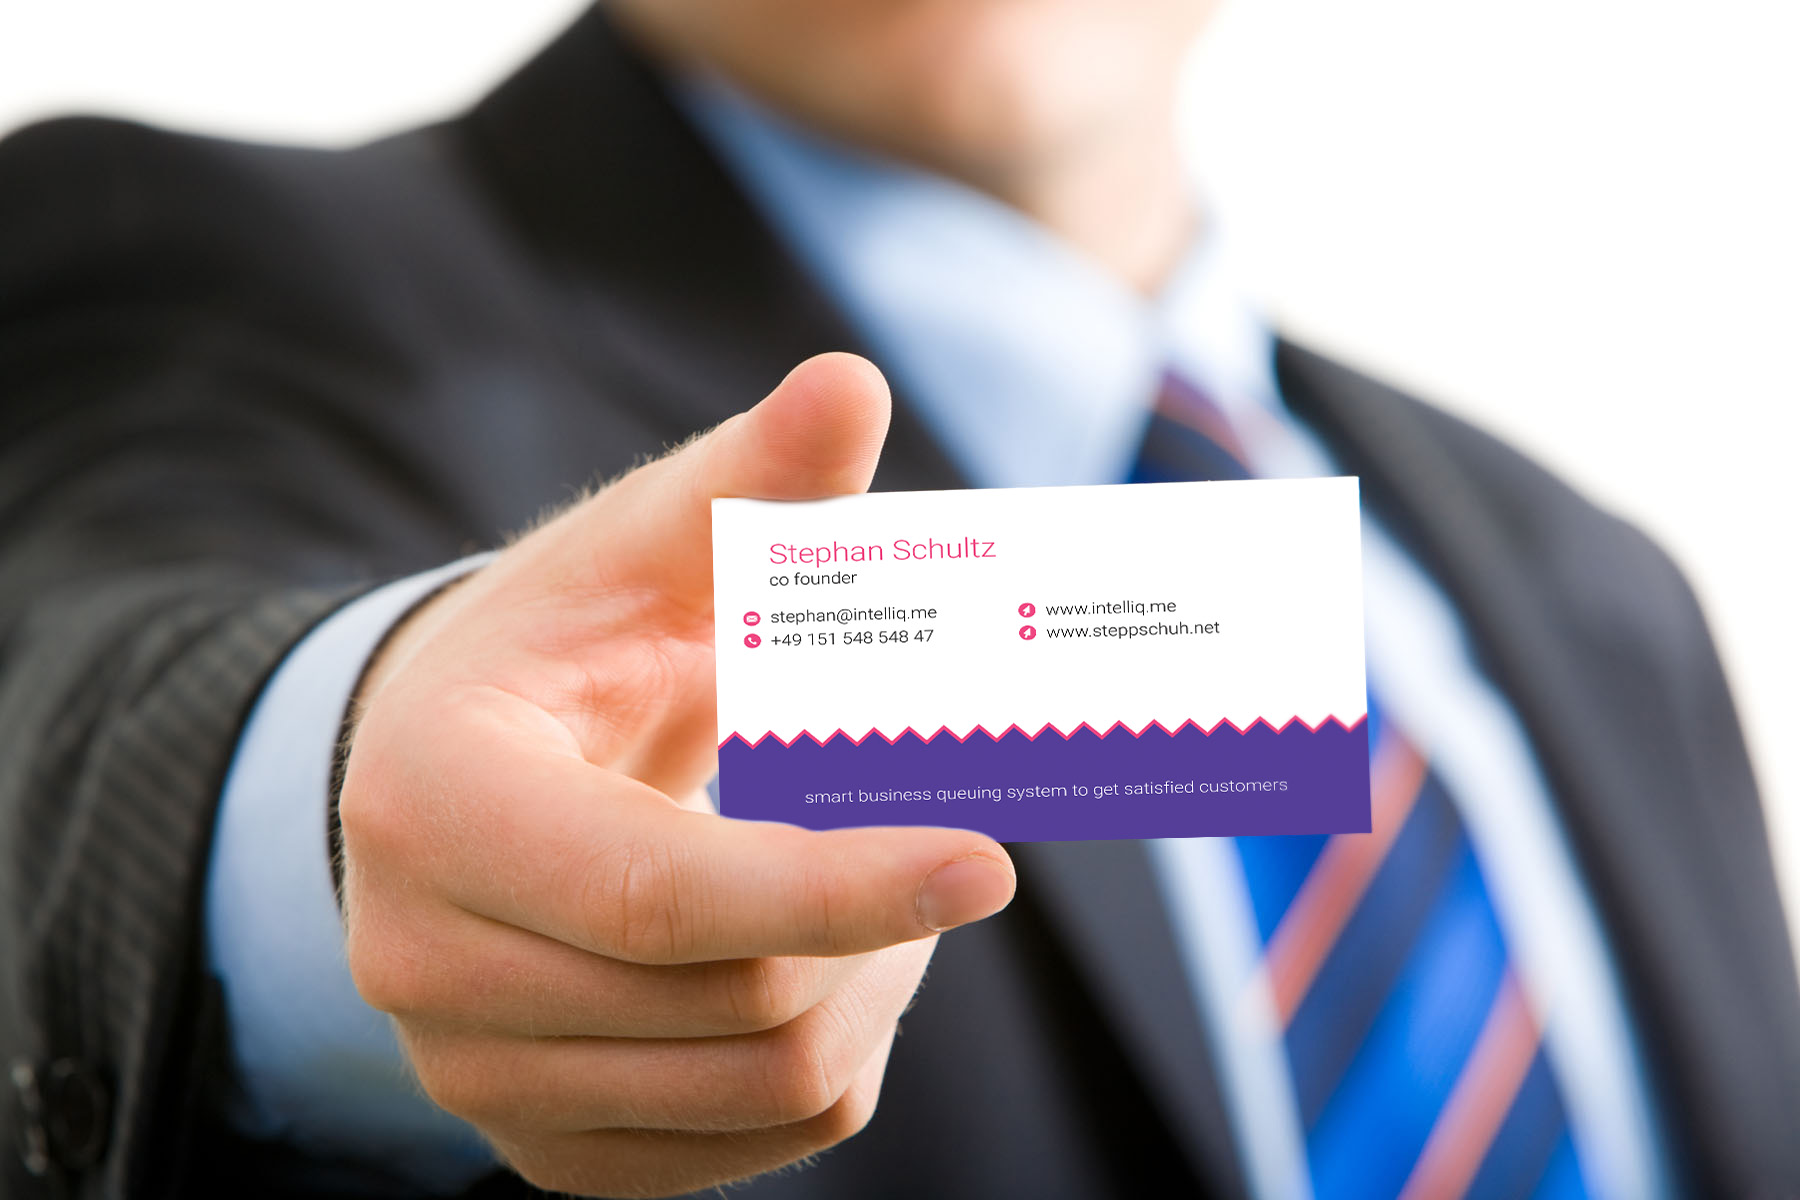 Stephan Schultz
co founder
stephan@intelliq.me
+49 151 548 548 47
www.intelliq.me
www.steppschuh.net
smart business queuing system to get satisfied customers